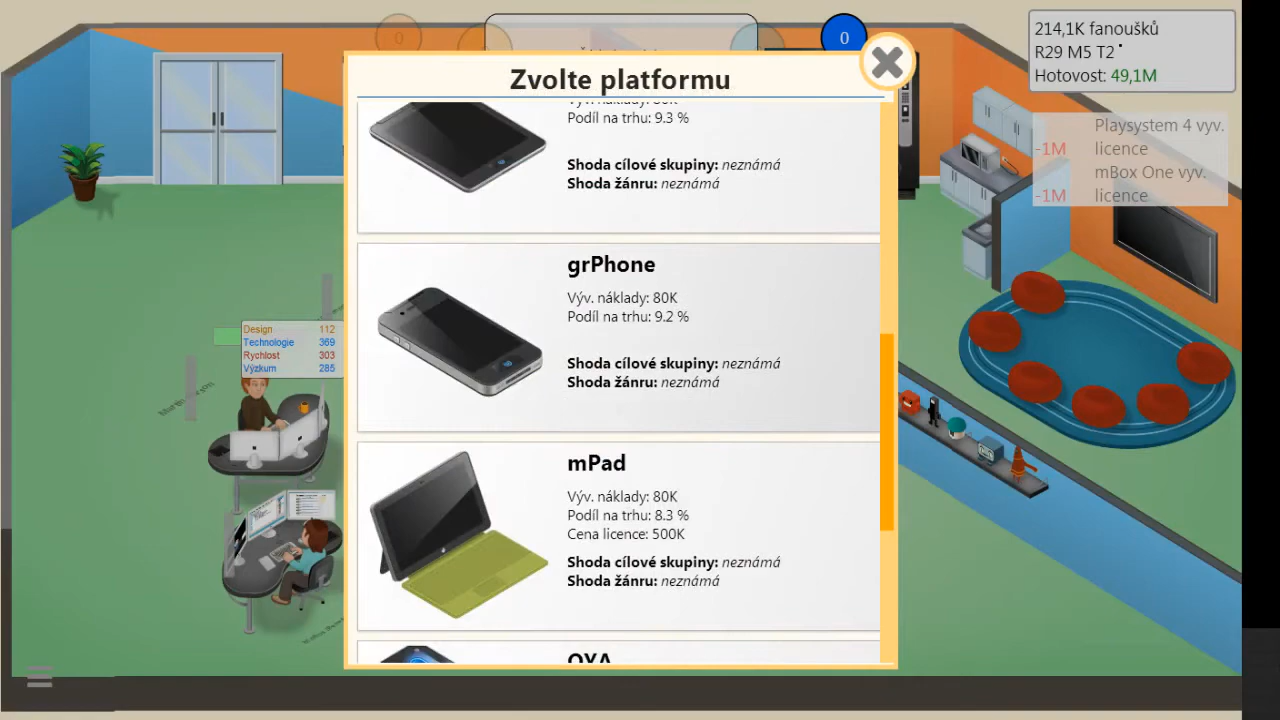 0
0
214,1K fanoušků
R29 M5 T2
Hotovost: 49,1M
Zvolte platformu
Playsystem 4 vyv.
-1M licence
mBox One vyv.
-1M licence
Výv. náklady: 80K
Podíl na trhu: 9.3 %
Shoda cílové skupiny: neznámá
Shoda žánru: neznámá
grPhone
Výv. náklady: 80K
Podíl na trhu: 9.2 %
Shoda cílové skupiny: neznámá
Shoda žánru: neznámá
mPad
Výv. náklady: 80K
Podíl na trhu: 8.3 %
Cena licence: 500K
Shoda cílové skupiny: neznámá
Shoda žánru: neznámá
OYA
Design 112
Technologie 369
Rychlost 303
Výzkum 285